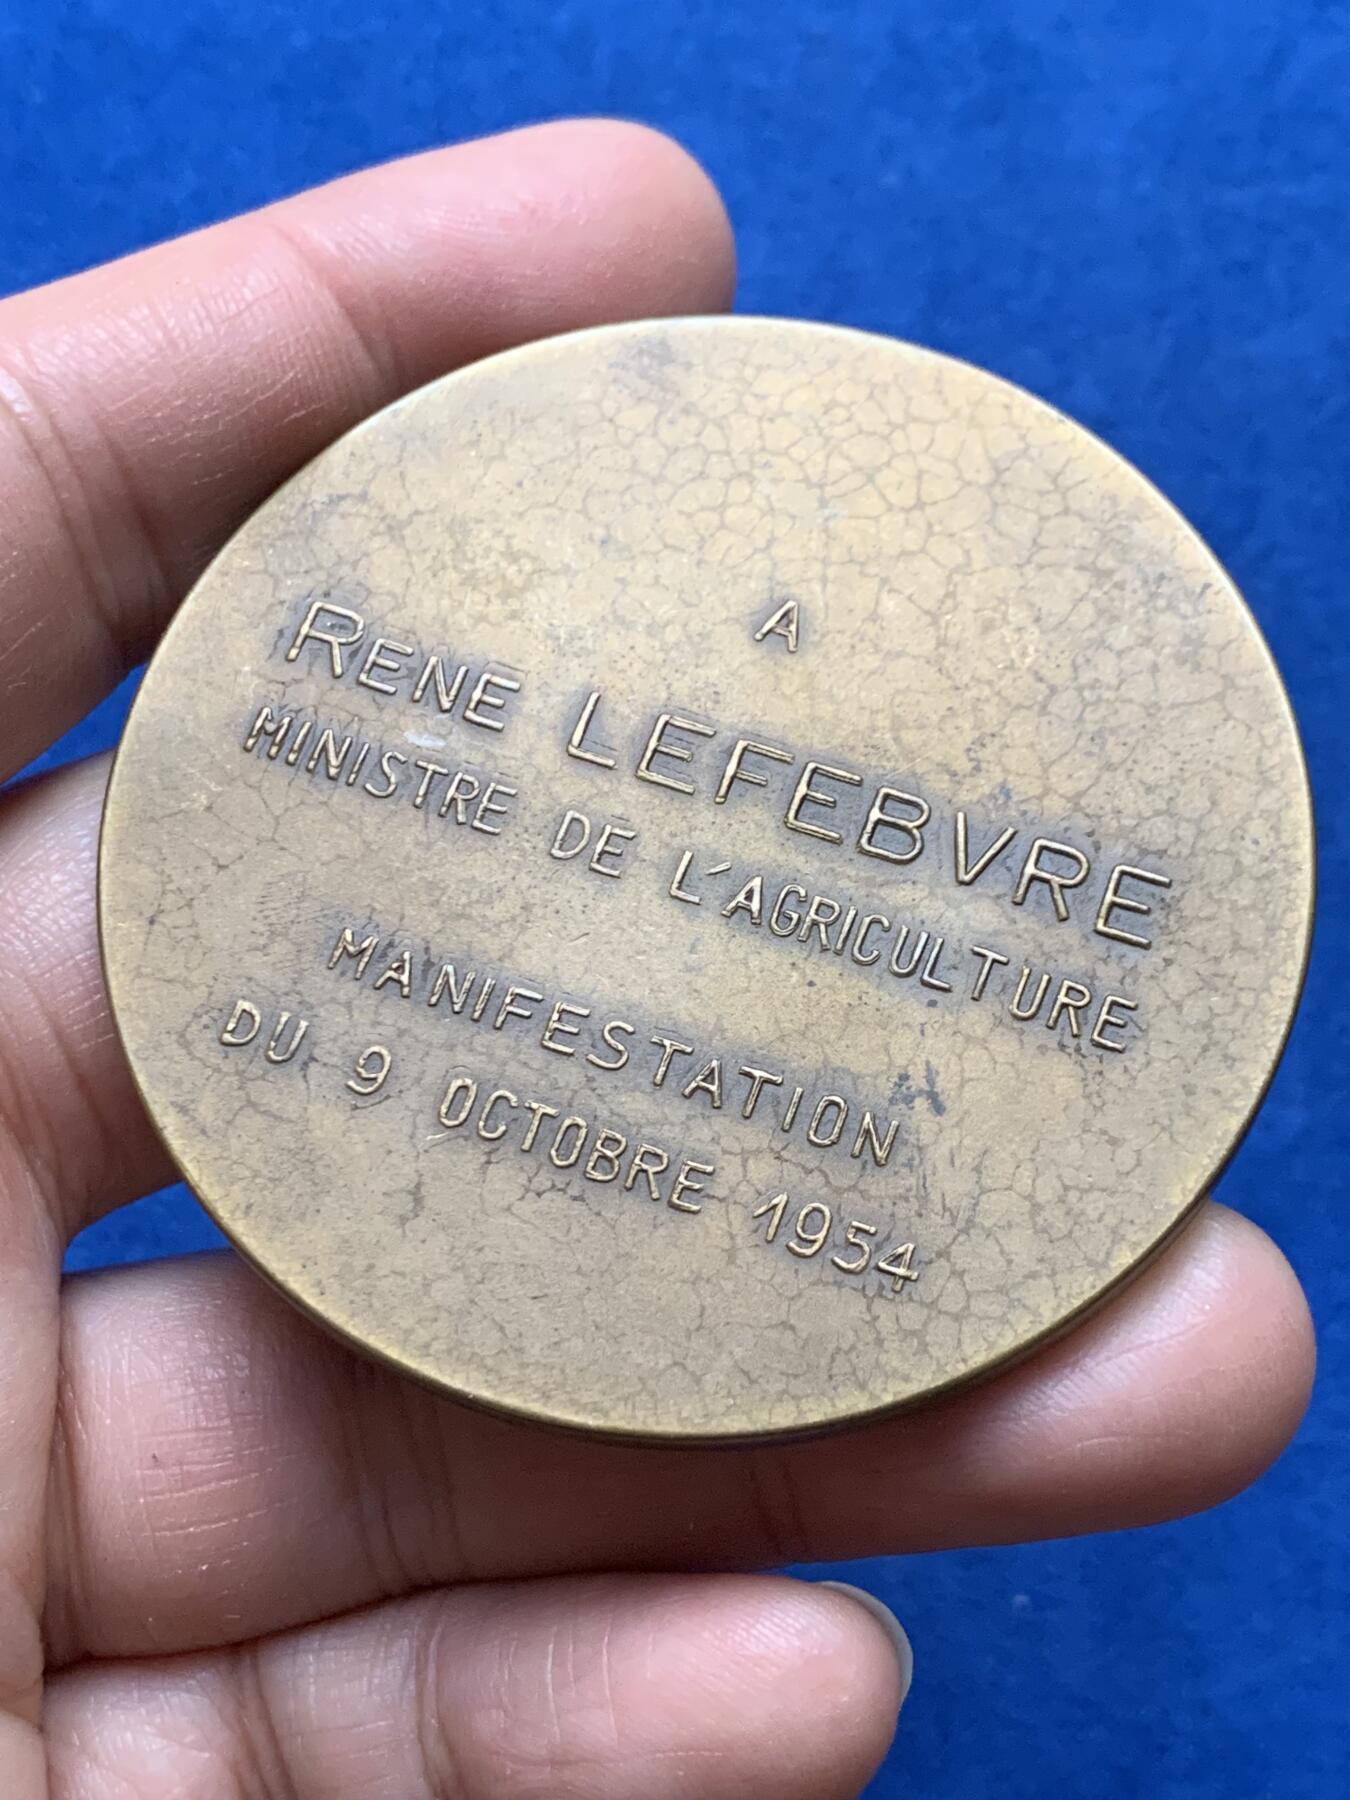 A
RENE LEFEBVRE
MINISTRE DE L'AGRICULTURE
MANIFESTATION
DU 9 OCTOBRE 1954